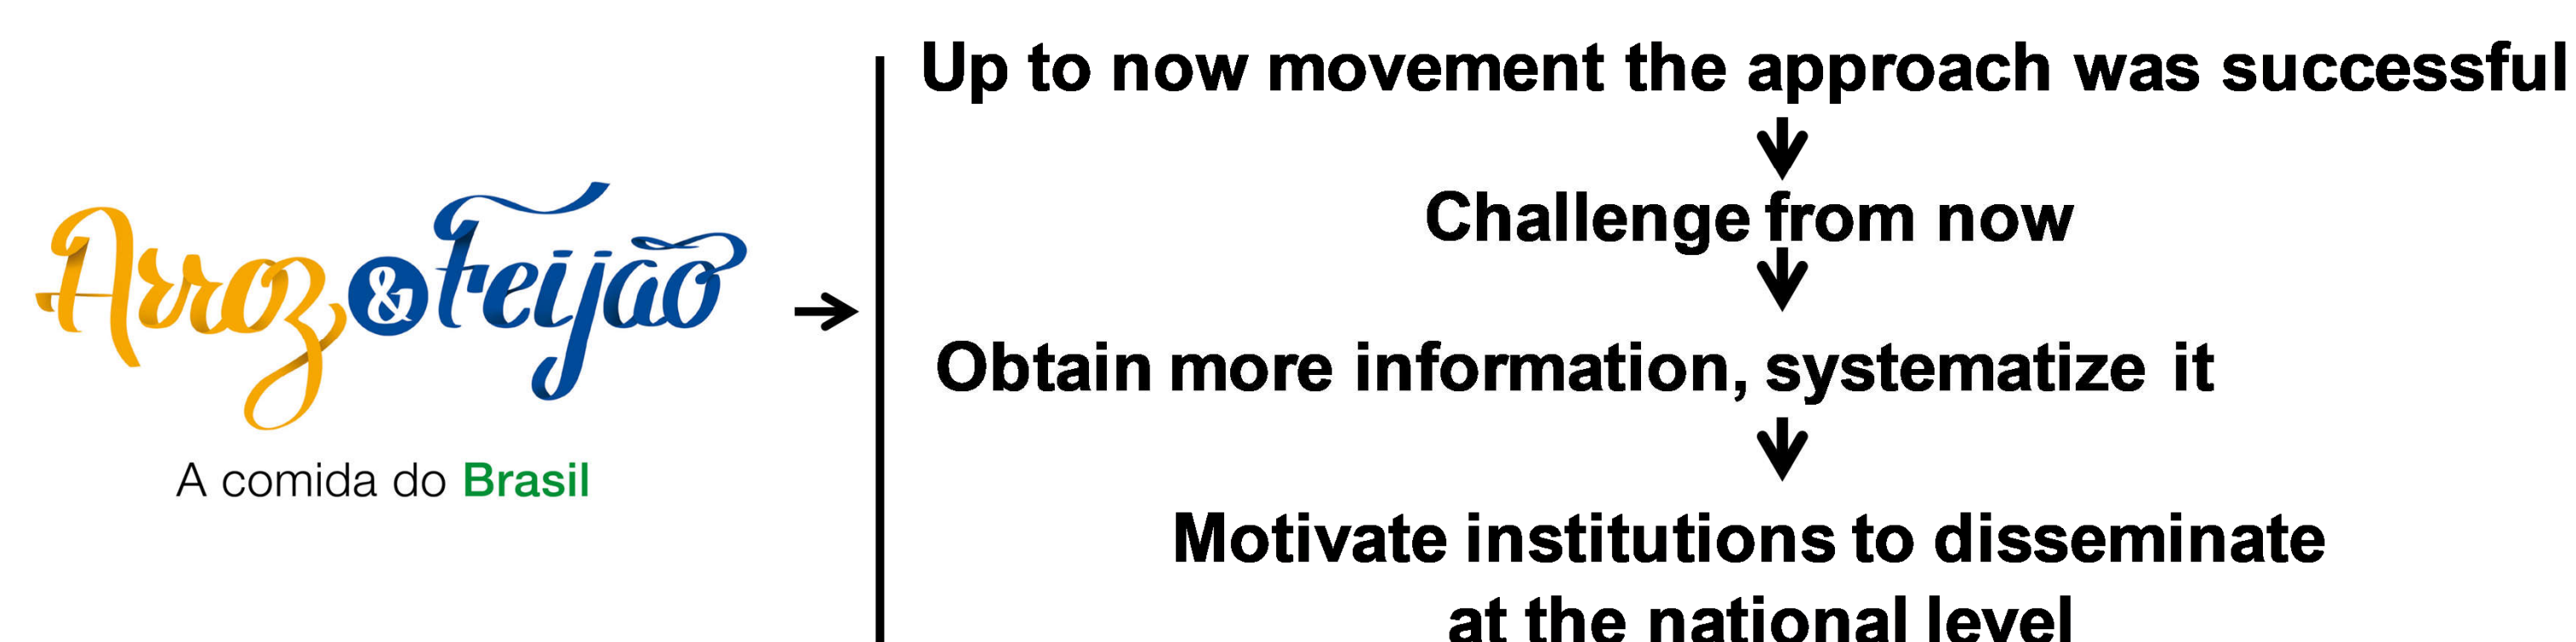 Arroz & Feijão
A comida do Brasil
Up to now movement the approach was successful
Challenge from now
Obtain more information, systematize it
Motivate institutions to disseminate
at the national level